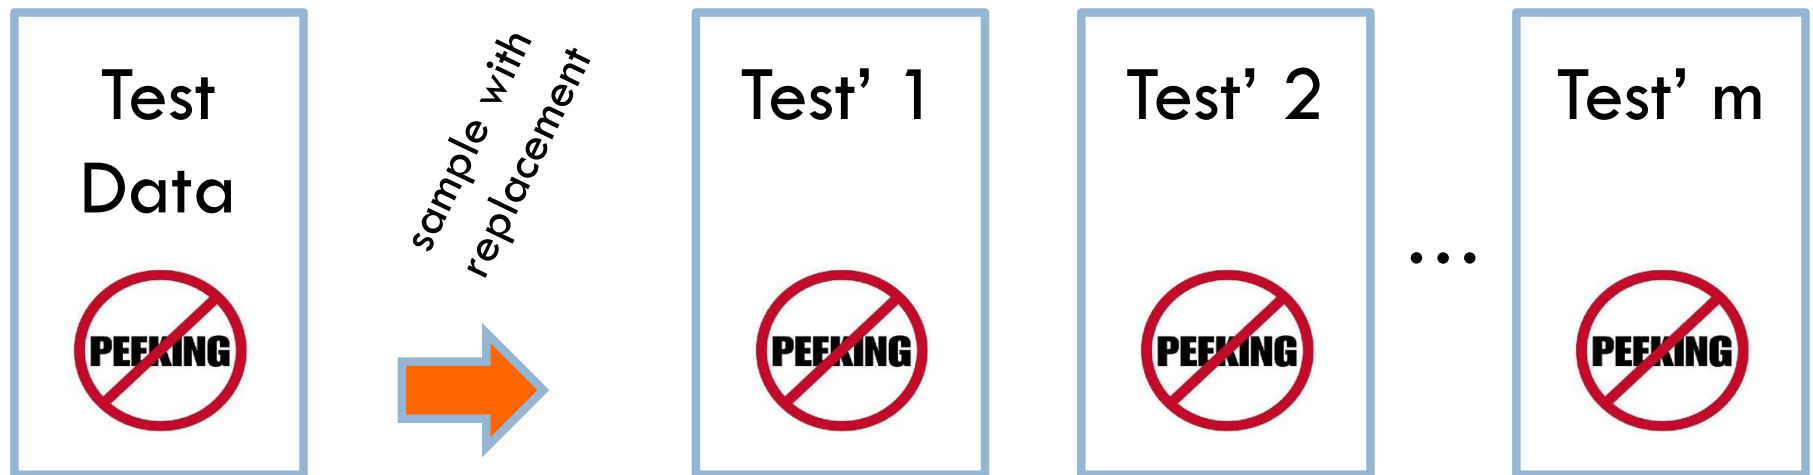 Test
Data
PEEKING
sample with
replacement
Test’ 1
PEEKING
Test’ 2
PEEKING
...
Test’ m
PEEKING